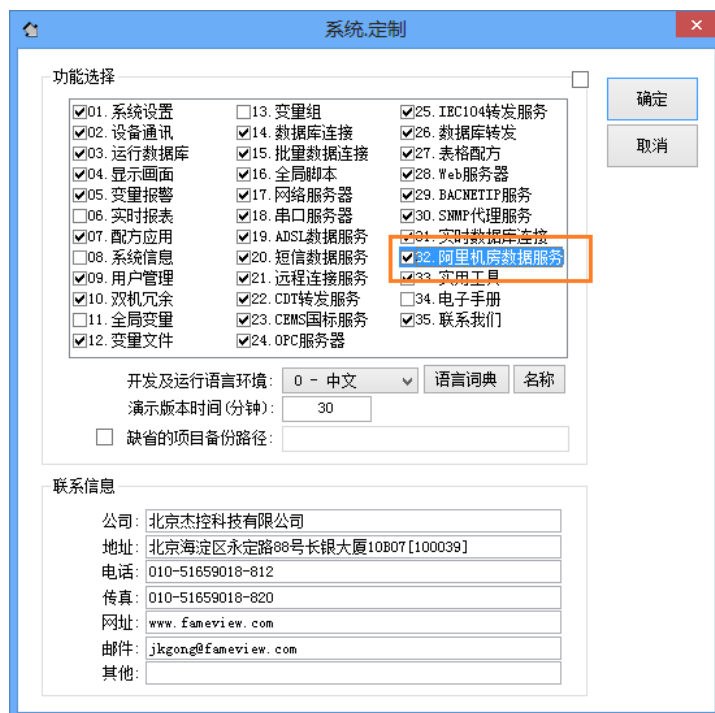 系统.定制
功能选择
01.系统设置
02.设备通讯
03.运行数据库
04.显示画面
05.变量报警
06.实时报表
07.配方应用
08.系统信息
09.用户管理
10.双机冗余
11.全局变量
12.变量文件
13.变量组
14.数据库连接
15.批量数据连接
16.全局脚本
17.网络服务器
18.串口服务器
19.ADSL数据服务
20.短信数据服务
21.远程连接服务
22.CDT转发服务
23.CEMS国标服务
24.OPC服务器
25.IEC104转发服务
26.数据库转发
27.表格配方
28.Web服务器
29.BACNETIP服务
30.SNMP代理服务
31.实时数据库连接
32.阿里机房数据服务
33.实用工具
34.电子手册
35.联系我们
确定
取消
开发及运行语言环境: 0 - 中文 语言词典 名称
演示版本时间(分钟): 30
缺省的项目备份路径:
联系信息
公司: 北京杰控科技有限公司
地址: 北京海淀区永定路88号长银大厦10B07[100039]
电话: 010-51659018-812
传真: 010-51659018-820
网址: www.fameview.com
邮件: jkgong@fameview.com
其他: